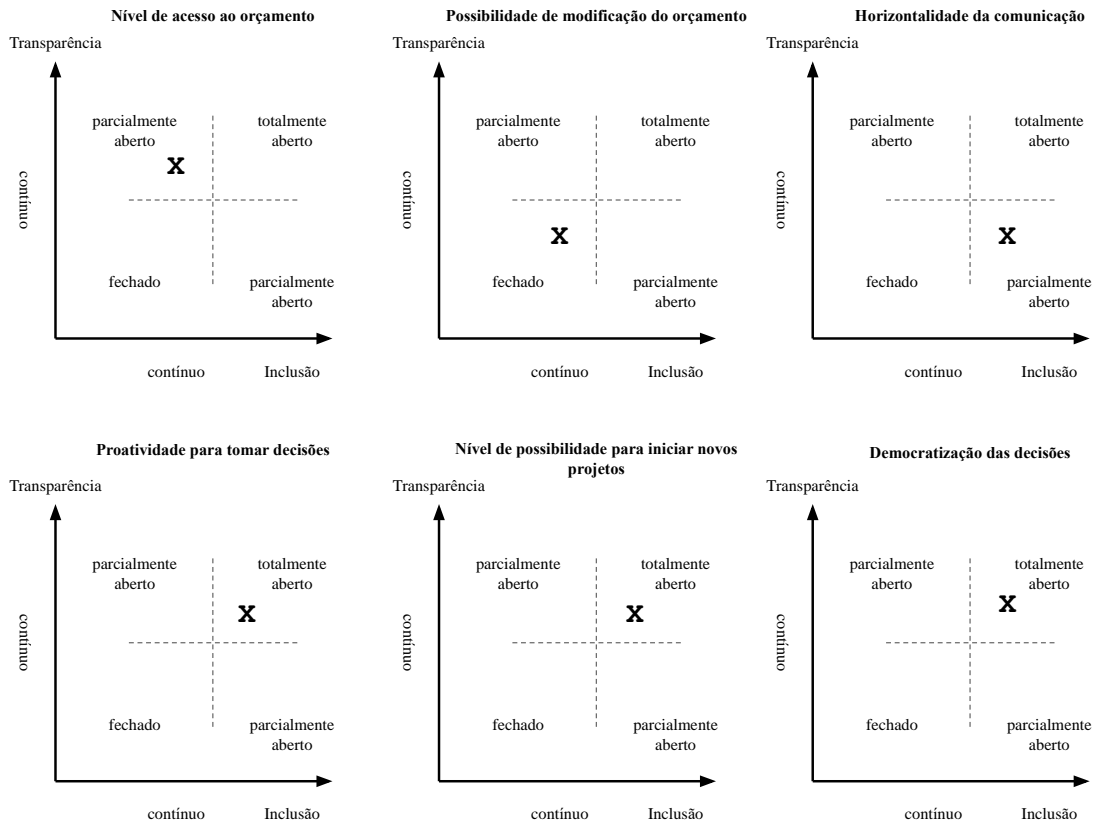 Nível de acesso ao orçamento
Transparência
parcialmente
aberto
totalmente
aberto
X
contínuo
fechado
parcialmente
aberto
contínuo
Inclusão
Possibilidade de modificação do orçamento
Transparência
parcialmente
aberto
totalmente
aberto
contínuo
X
fechado
parcialmente
aberto
contínuo
Inclusão
Horizontalidade da comunicação
Transparência
parcialmente
aberto
totalmente
aberto
contínuo
X
fechado
parcialmente
aberto
contínuo
Inclusão
Proatividade para tomar decisões
Transparência
parcialmente
aberto
totalmente
aberto
X
contínuo
fechado
parcialmente
aberto
contínuo
Inclusão
Nível de possibilidade para iniciar novos
projetos
Transparência
parcialmente
aberto
totalmente
aberto
X
contínuo
fechado
parcialmente
aberto
contínuo
Inclusão
Democratização das decisões
Transparência
parcialmente
aberto
totalmente
aberto
X
contínuo
fechado
parcialmente
aberto
contínuo
Inclusão